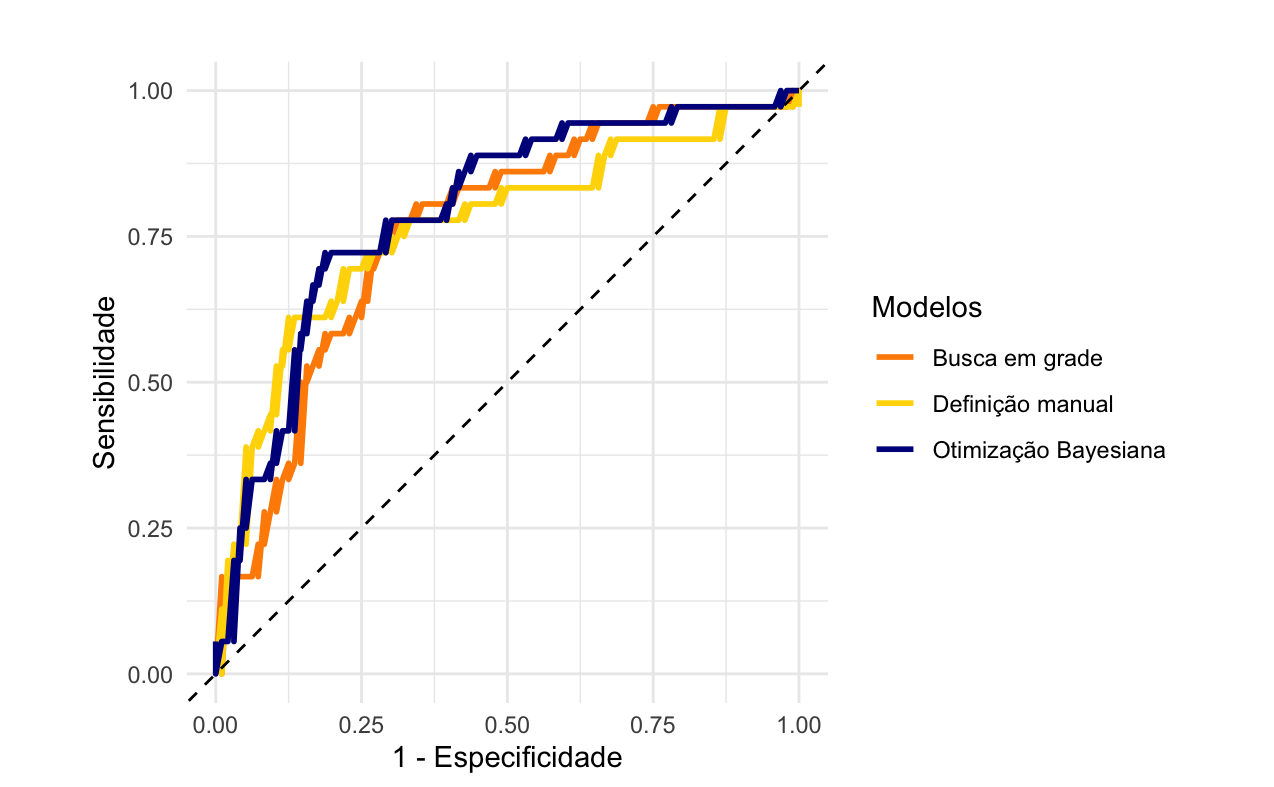 1.00
0.75
0.50
0.25
0.00
Sensibilidade
0.00 0.25 0.50 0.75 1.00
1 - Especificidade
Modelos
Busca em grade
Definição manual
Otimização Bayesiana